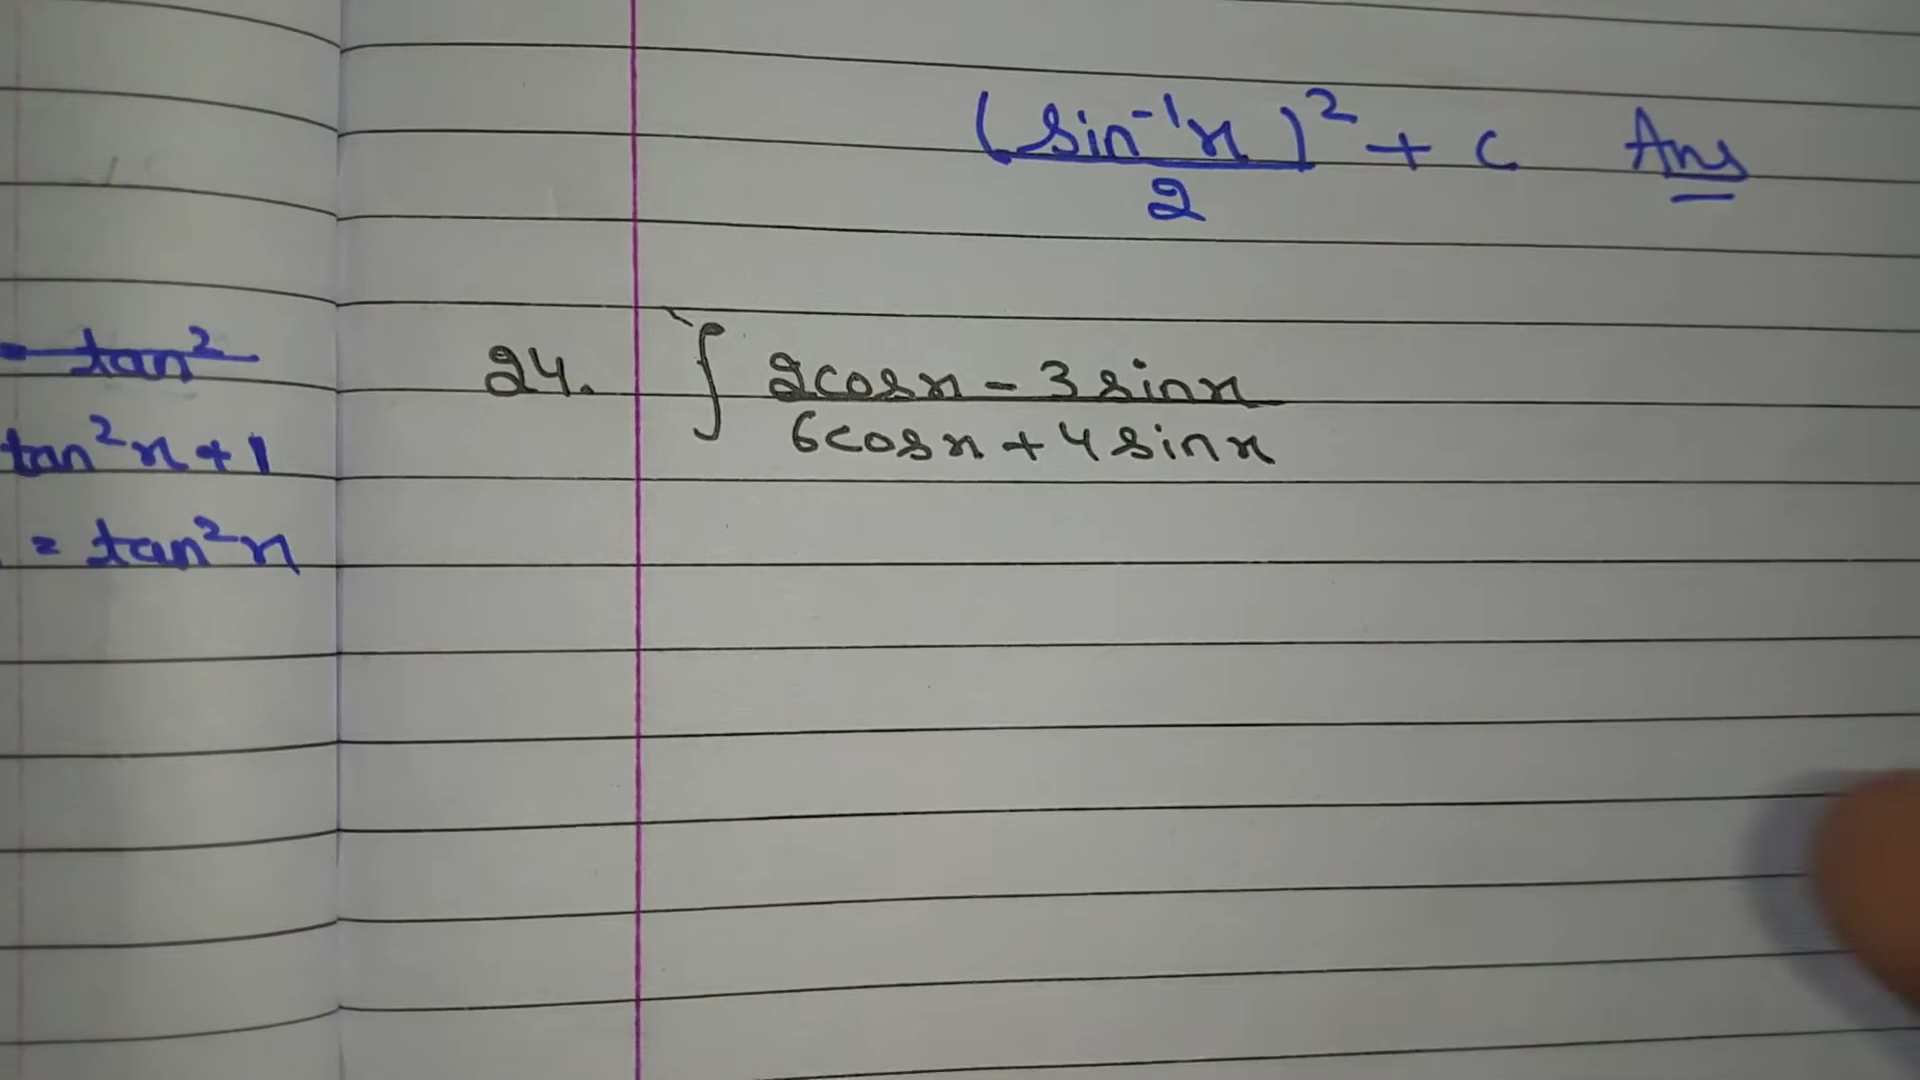 (sin⁻¹x)² + c Ans
2
- tan²
24. ∫ 2cosx - 3sinx
tan²x + 1
6cosx + 4sinx
= tan²x